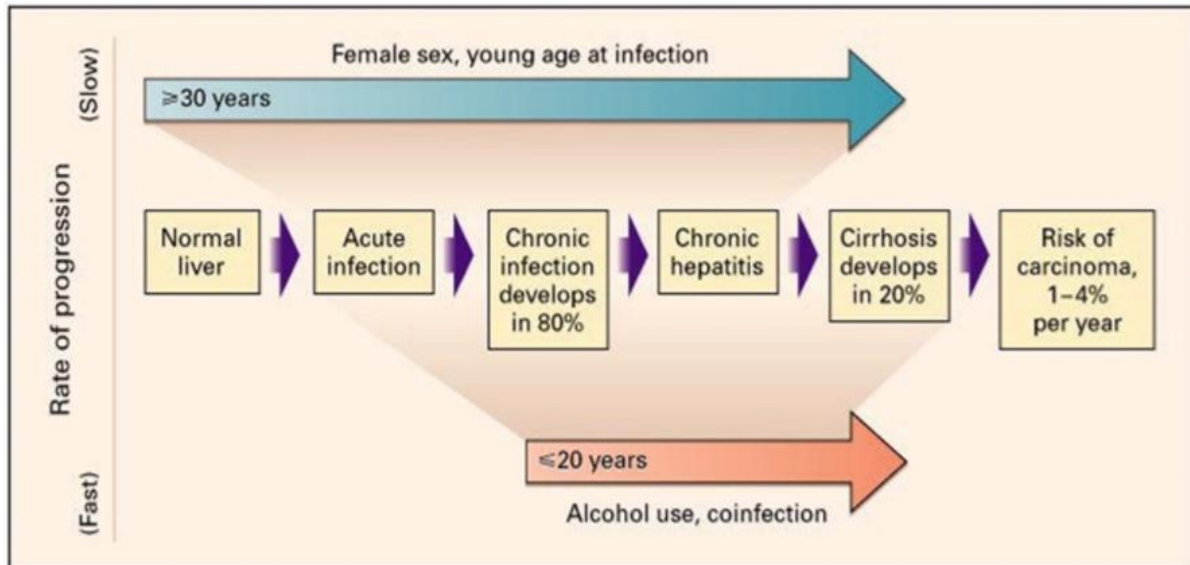 (Slow)
Rate of progression
(Fast)
Female sex, young age at infection
⩾30 years
Normal
liver
Acute
infection
Chronic
infection
develops
in 80%
Chronic
hepatitis
Cirrhosis
develops
in 20%
Risk of
carcinoma,
1–4%
per year
⩽20 years
Alcohol use, coinfection